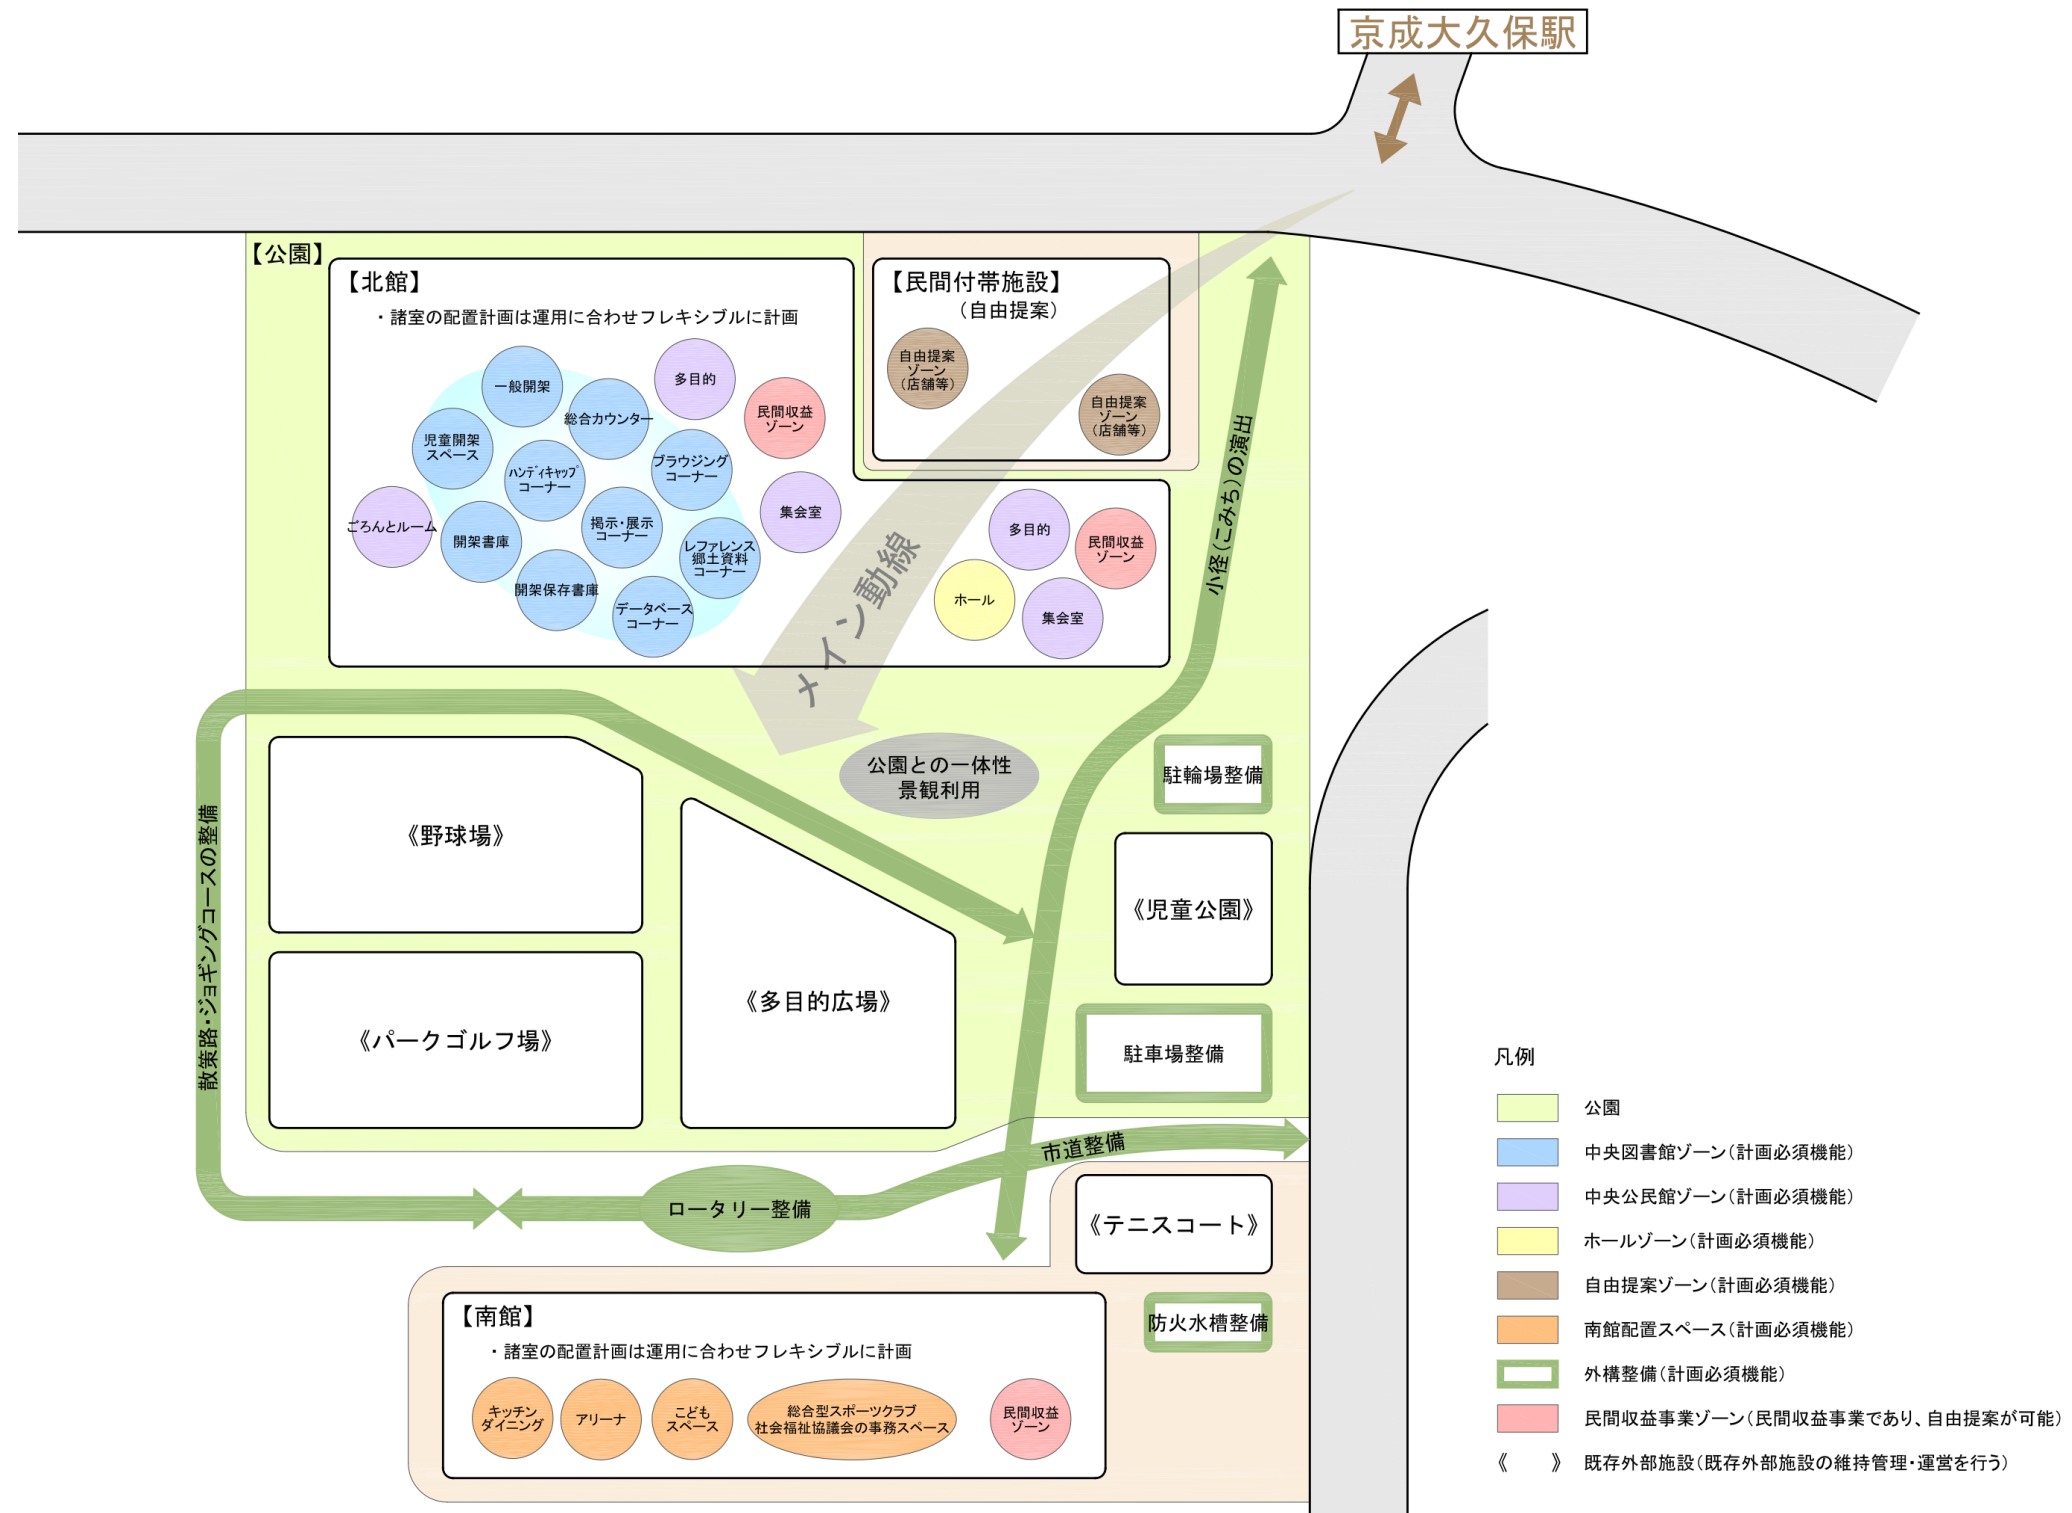 京成大久保駅
【公園】
【北館】
・諸室の配置計画は運用に合わせフレキシブルに計画
一般開架
総合カウンター
多目的
民間収益
ゾーン
児童開架
スペース
ハンディキャップ
コーナー
ブラウジング
コーナー
ごろんとルーム
開架書庫
掲示・展示
コーナー
レファレンス
郷土資料
コーナー
集会室
開架保存書庫
データベース
コーナー
【民間付帯施設】
（自由提案）
自由提案
ゾーン
（店舗等）
自由提案
ゾーン
（店舗等）
多目的
民間収益
ゾーン
ホール
集会室
メイン動線
小径（こみち）の演出
公園との一体性
景観利用
駐輪場整備
《野球場》
《児童公園》
《多目的広場》
《パークゴルフ場》
駐車場整備
散策路・ジョギングコースの整備
市道整備
ロータリー整備
《テニスコート》
防火水槽整備
【南館】
・諸室の配置計画は運用に合わせフレキシブルに計画
キッチン
ダイニング
アリーナ
こども
スペース
総合型スポーツクラブ
社会福祉協議会の事務スペース
民間収益
ゾーン
凡例
公園
中央図書館ゾーン（計画必須機能）
中央公民館ゾーン（計画必須機能）
ホールゾーン（計画必須機能）
自由提案ゾーン（計画必須機能）
南館配置スペース（計画必須機能）
外構整備（計画必須機能）
民間収益事業ゾーン（民間収益事業であり、自由提案が可能）
《　》 既存外部施設（既存外部施設の維持管理・運営を行う）